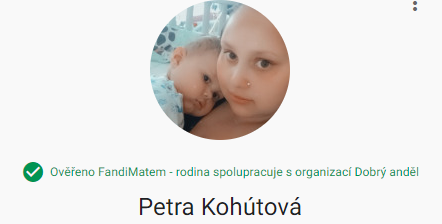 Ověřeno FandiMatem - rodina spolupracuje s organizací Dobrý anděl
Petra Kohútová